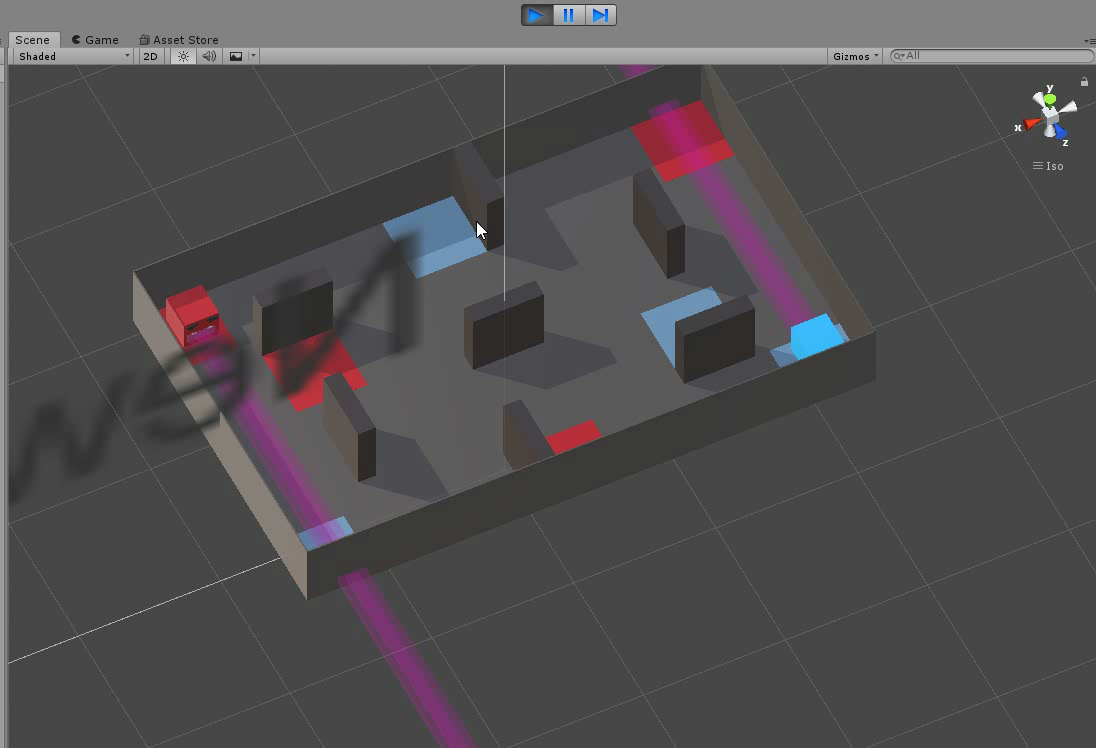 Scene Game Asset Store
Shaded 2D Gizmos All
y
x
z
Iso